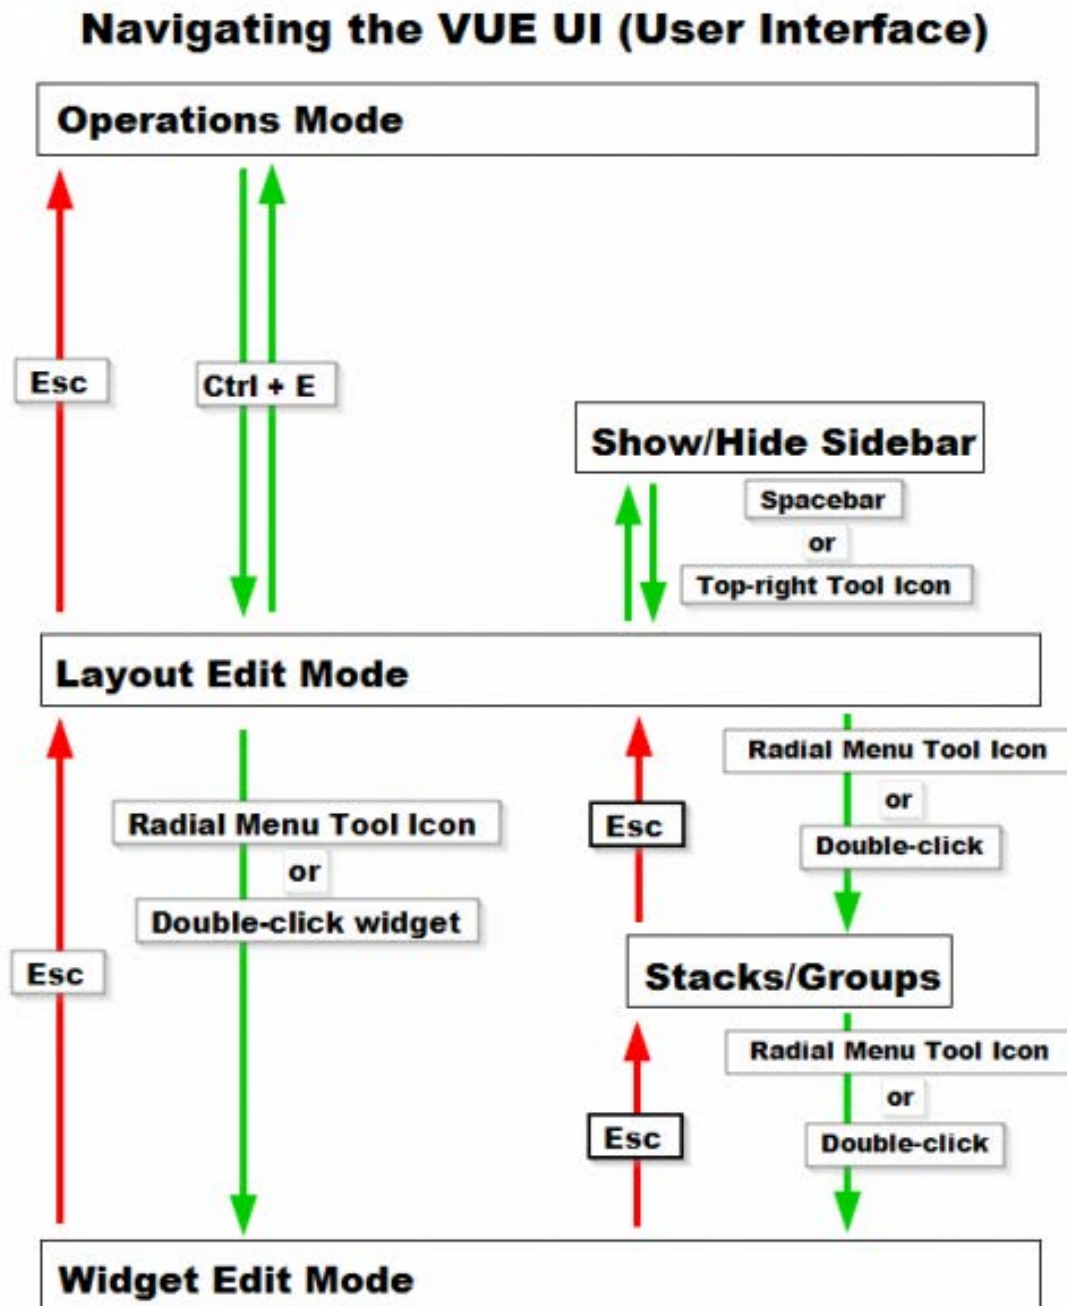 Navigating the VUE UI (User Interface)
Operations Mode
Esc
Ctrl + E
Show/Hide Sidebar
Spacebar
or
Top-right Tool Icon
Layout Edit Mode
Radial Menu Tool Icon
or
Double-click
Esc
Radial Menu Tool Icon
or
Double-click widget
Esc
Stacks/Groups
Radial Menu Tool Icon
or
Double-click
Esc
Widget Edit Mode